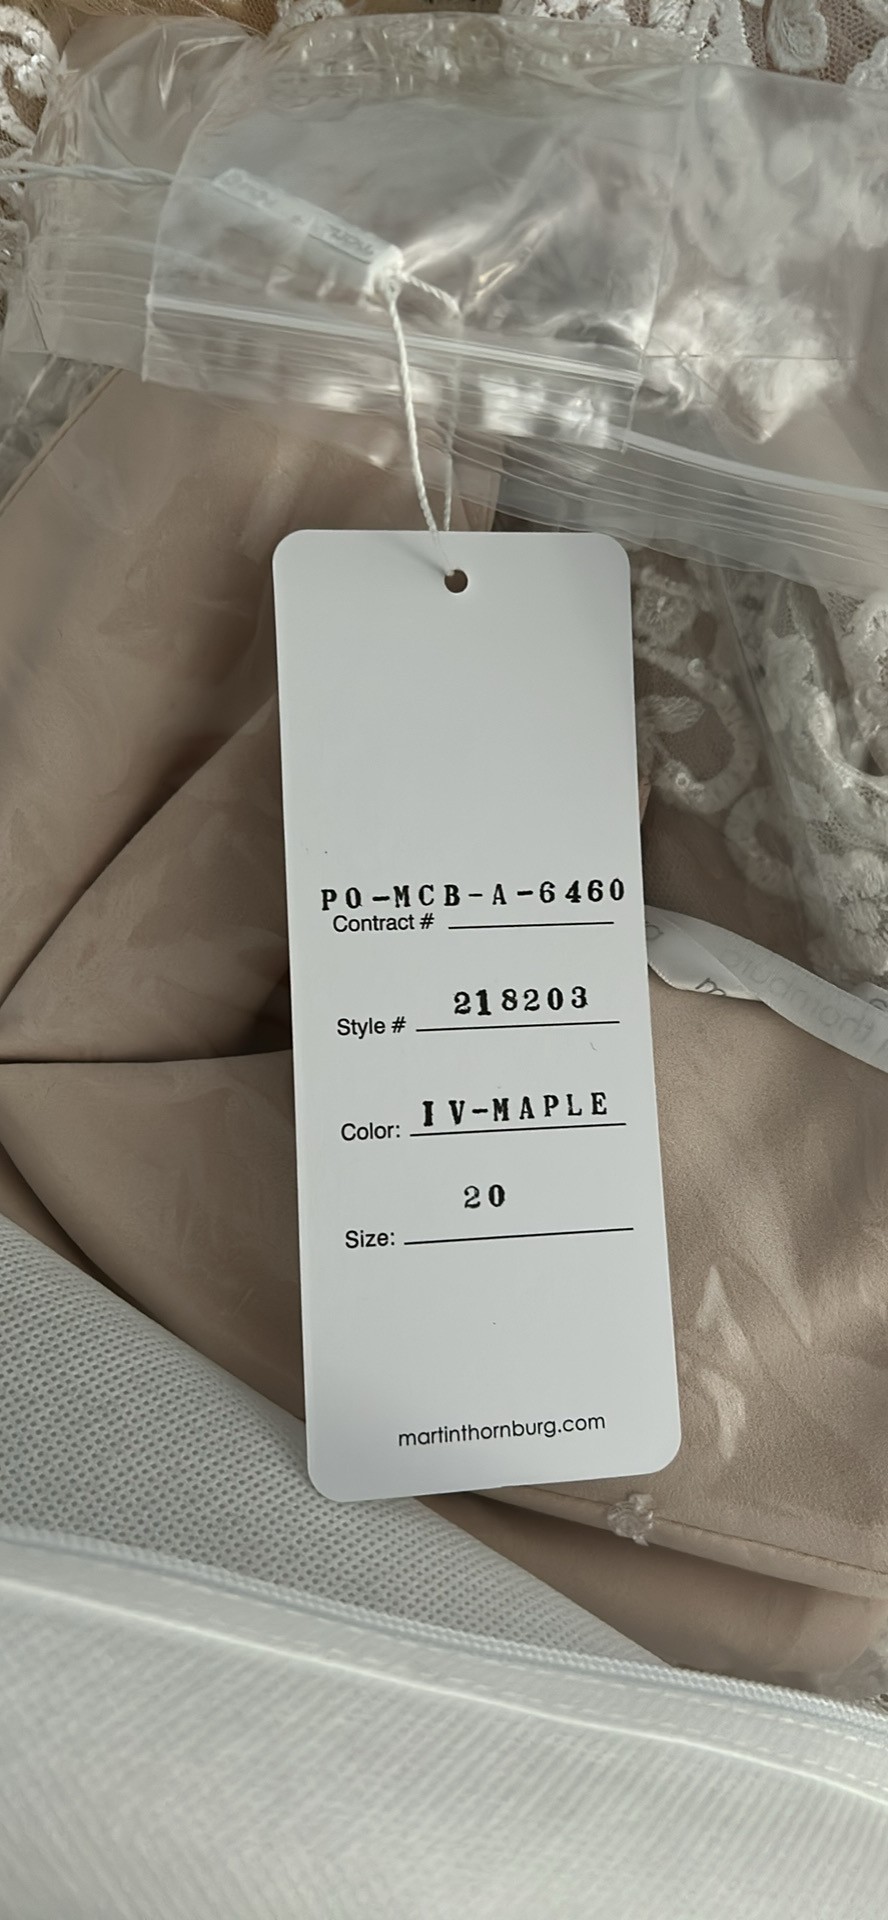 PO-MCB-A-6460
Contract #
218203
Style #
IV-MAPLE
Color:
20
Size:
martinthornburg.com